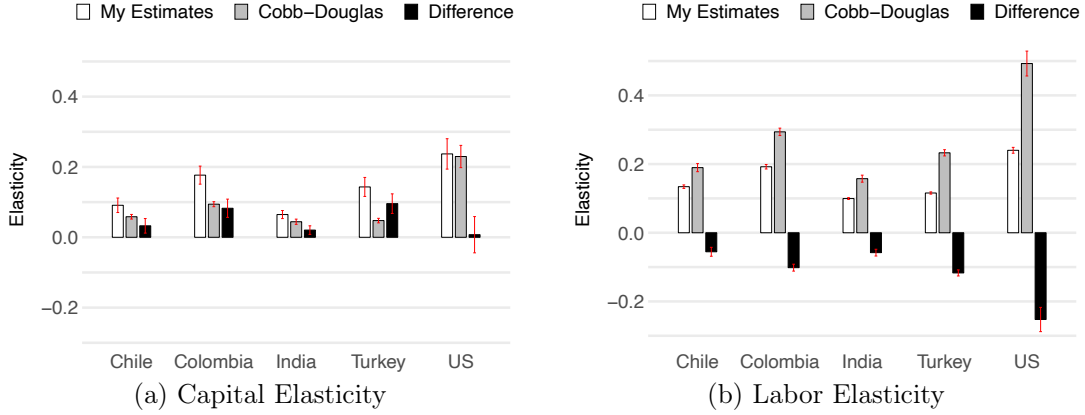 My Estimates Cobb−Douglas Difference
Elasticity
0.4
0.2
0.0
−0.2
Chile Colombia India Turkey US
(a) Capital Elasticity
My Estimates Cobb−Douglas Difference
Elasticity
0.4
0.2
0.0
−0.2
Chile Colombia India Turkey US
(b) Labor Elasticity